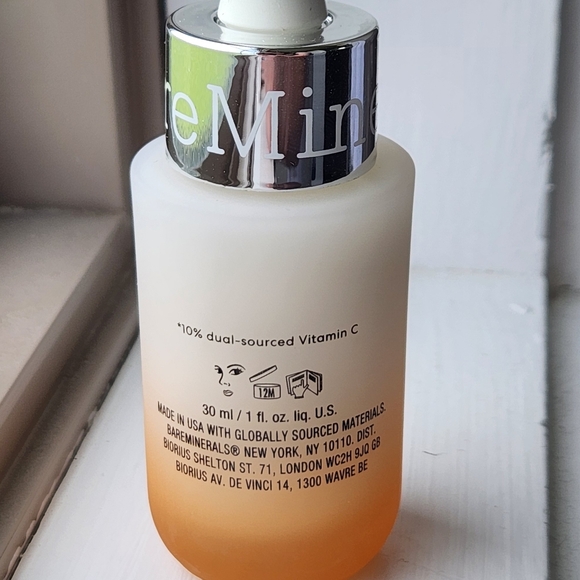 reMine
*10% dual-sourced Vitamin C
12M
30 ml / 1 fl. oz. liq. U.S.
MADE IN USA WITH GLOBALLY SOURCED MATERIALS.
BAREMINERALS® NEW YORK, NY 10110. DIST.
BIORIUS SHELTON ST. 71, LONDON WC2H 9JQ GB
BIORIUS AV. DE VINCI 14, 1300 WAVRE BE